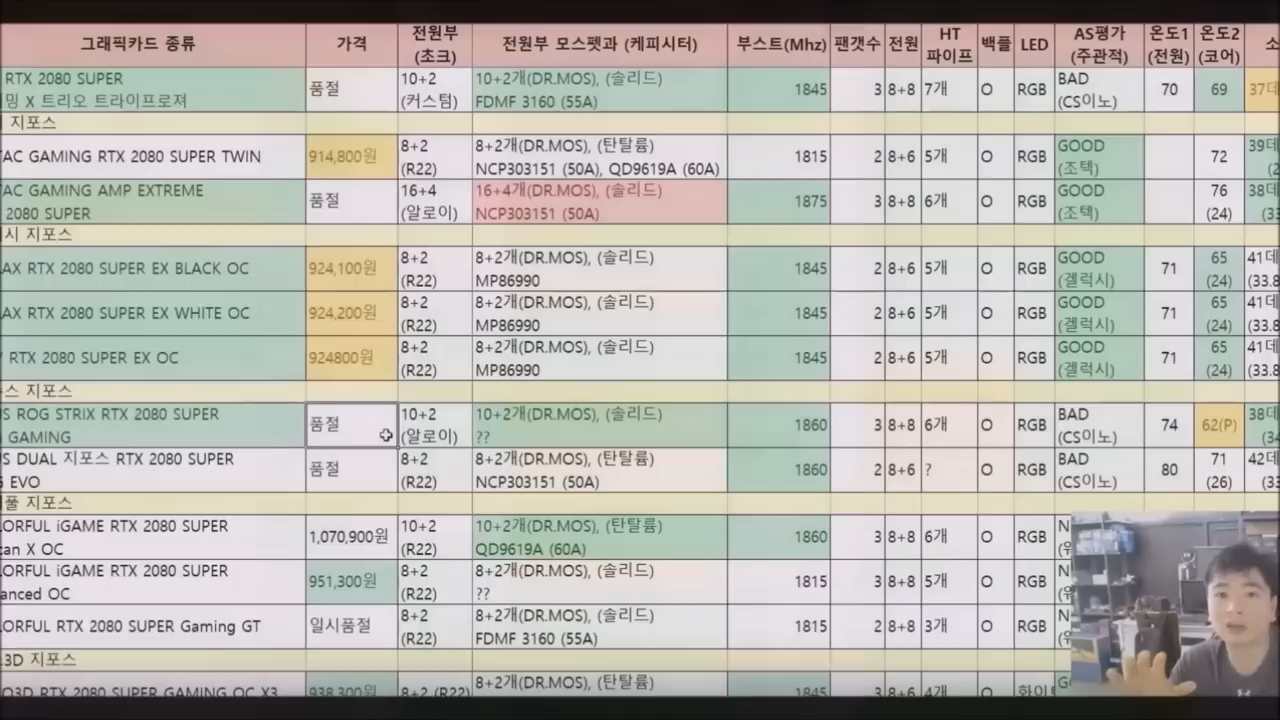 그래픽카드 종류 가격 전원부 (초크) 전원부 모스펫과 (케피시터) 부스트(Mhz) 팬갯수 전원 HT 파이프 백플 LED AS평가 (주관적) 온도1 (전원) 온도2 (코어) 소
RTX 2080 SUPER 품절 10+2 10+2개(DR.MOS), (솔리드) 1845 3 8+8 7개 O RGB BAD 70 69 37데
밍 X 트리오 트라이프로져 (커스텀) FDMF 3160 (55A) (CS이노)
지포스
TAC GAMING RTX 2080 SUPER TWIN 914,800원 8+2 8+2개(DR.MOS), (탄탈륨) 1815 2 8+6 5개 O RGB GOOD 72 39데
(R22) NCP303151 (50A), QD9619A (60A) (조텍) (2
TAC GAMING AMP EXTREME 품절 16+4 16+4개(DR.MOS), (솔리드) 1875 3 8+8 6개 O RGB GOOD 76 38데
2080 SUPER (알로이) NCP303151 (50A) (조텍) (24) (33
시 지포스
AX RTX 2080 SUPER EX BLACK OC 924,100원 8+2 8+2개(DR.MOS), (솔리드) 1845 2 8+6 5개 O RGB GOOD 71 65 41데
(R22) MP86990 (겔럭시) (24) (33.8
AX RTX 2080 SUPER EX WHITE OC 924,200원 8+2 8+2개(DR.MOS), (솔리드) 1845 2 8+6 5개 O RGB GOOD 71 65 41데
(R22) MP86990 (겔럭시) (24) (33.8
RTX 2080 SUPER EX OC 924800원 8+2 8+2개(DR.MOS), (솔리드) 1845 2 8+6 5개 O RGB GOOD 71 65 41데
(R22) MP86990 (겔럭시) (24) (33.8
스 지포스
S ROG STRIX RTX 2080 SUPER 품절 10+2 10+2개(DR.MOS), (솔리드) 1860 3 8+8 6개 O RGB BAD 74 62(P) 38데
GAMING (알로이) ?? (CS이노) (34
S DUAL 지포스 RTX 2080 SUPER 품절 8+2 8+2개(DR.MOS), (탄탈륨) 1860 2 8+6 ? O RGB BAD 80 71 42데
EVO (R22) NCP303151 (50A) (CS이노) (26) (33
풀 지포스
ORFUL iGAME RTX 2080 SUPER 1,070,900원 10+2 10+2개(DR.MOS), (탄탈륨) 1860 3 8+8 6개 O RGB N
can X OC (R22) QD9619A (60A)
ORFUL iGAME RTX 2080 SUPER 951,300원 8+2 8+2개(DR.MOS), (솔리드) 1815 3 8+8 5개 O RGB N
anced OC (R22) ??
ORFUL RTX 2080 SUPER Gaming GT 일시품절 8+2 8+2개(DR.MOS), (솔리드) 1815 2 8+8 3개 O RGB N
(R22) FDMF 3160 (55A)
3D 지포스
O3D RTX 2080 SUPER GAMING OC X3 938,300원 8+2 (R22) 8+2개(DR.MOS), (탄탈륨) 1845 3 8+6 4개 O 화이트